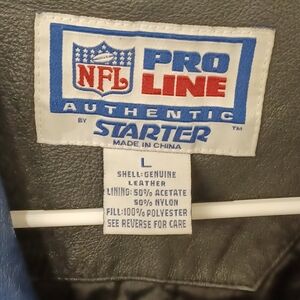 NFL
PRO
LINE
AUTHENTIC
BY STARTER TM
MADE IN CHINA
L
SHELL: GENUINE
LEATHER
LINING: 50% ACETATE
50% NYLON
FILL: 100% POLYESTER
SEE REVERSE FOR CARE